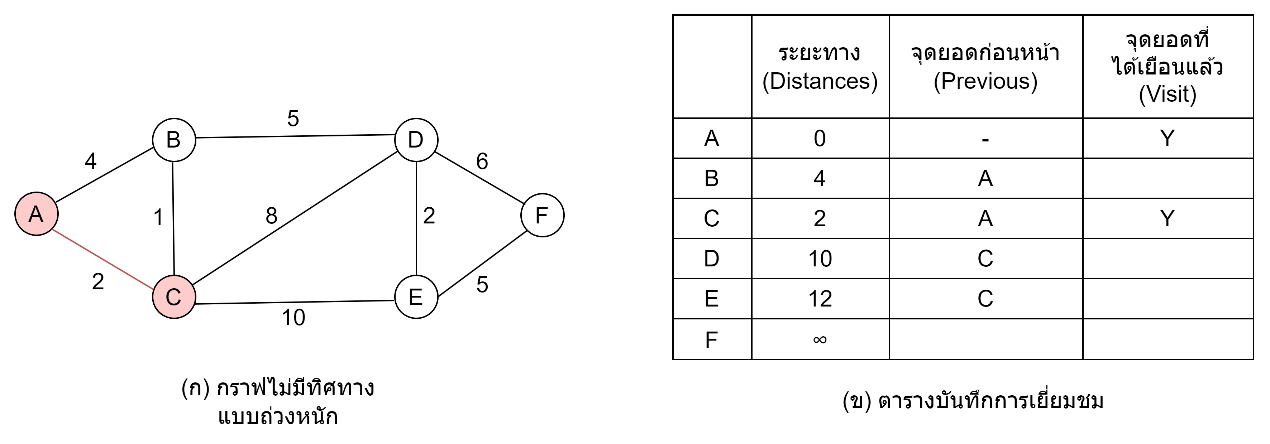 A
B
C
D
E
F
4
2
1
5
8
10
2
6
5
(ก) กราฟไม่มีทิศทาง
แบบถ่วงหนัก
ระยะทาง
(Distances)
จุดยอดก่อนหน้า
(Previous)
จุดยอดที่
ได้เยือนแล้ว
(Visit)
A 0 - Y
B 4 A
C 2 A Y
D 10 C
E 12 C
F ∞
(ข) ตารางบันทึกการเยี่ยมชม